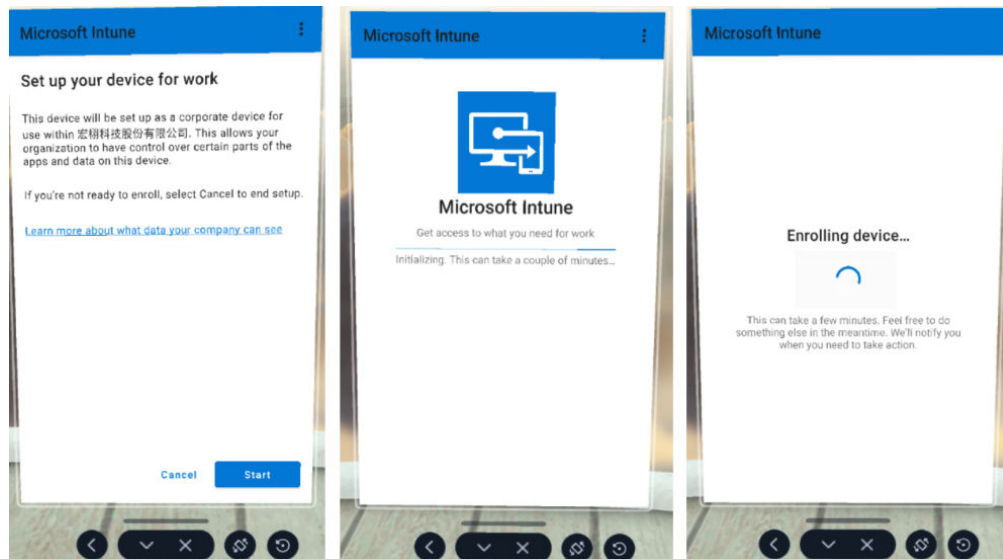 Microsoft Intune
Set up your device for work
This device will be set up as a corporate device for
use within 宏栩科技股份有限公司. This allows your
organization to have control over certain parts of the
apps and data on this device.
If you're not ready to enroll, select Cancel to end setup.
Learn more about what data your company can see
Cancel
Start
Microsoft Intune
Microsoft Intune
Get access to what you need for work
Initializing. This can take a couple of minutes...
Microsoft Intune
Enrolling device...
This can take a few minutes. Feel free to do
something else in the meantime. We'll notify you
when you need to take action.